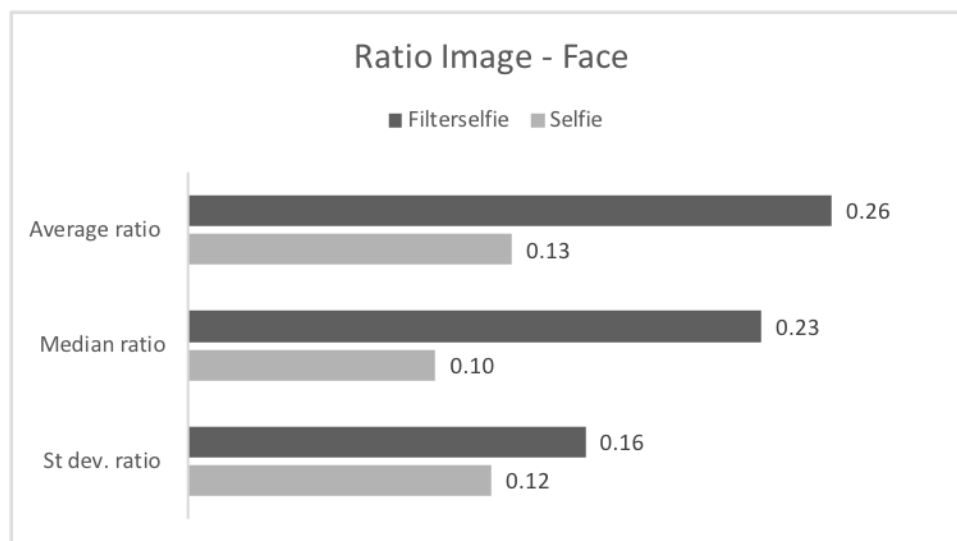 Ratio Image - Face
Filterselfie Selfie
Average ratio
0.26
0.13
Median ratio
0.23
0.10
St dev. ratio
0.16
0.12